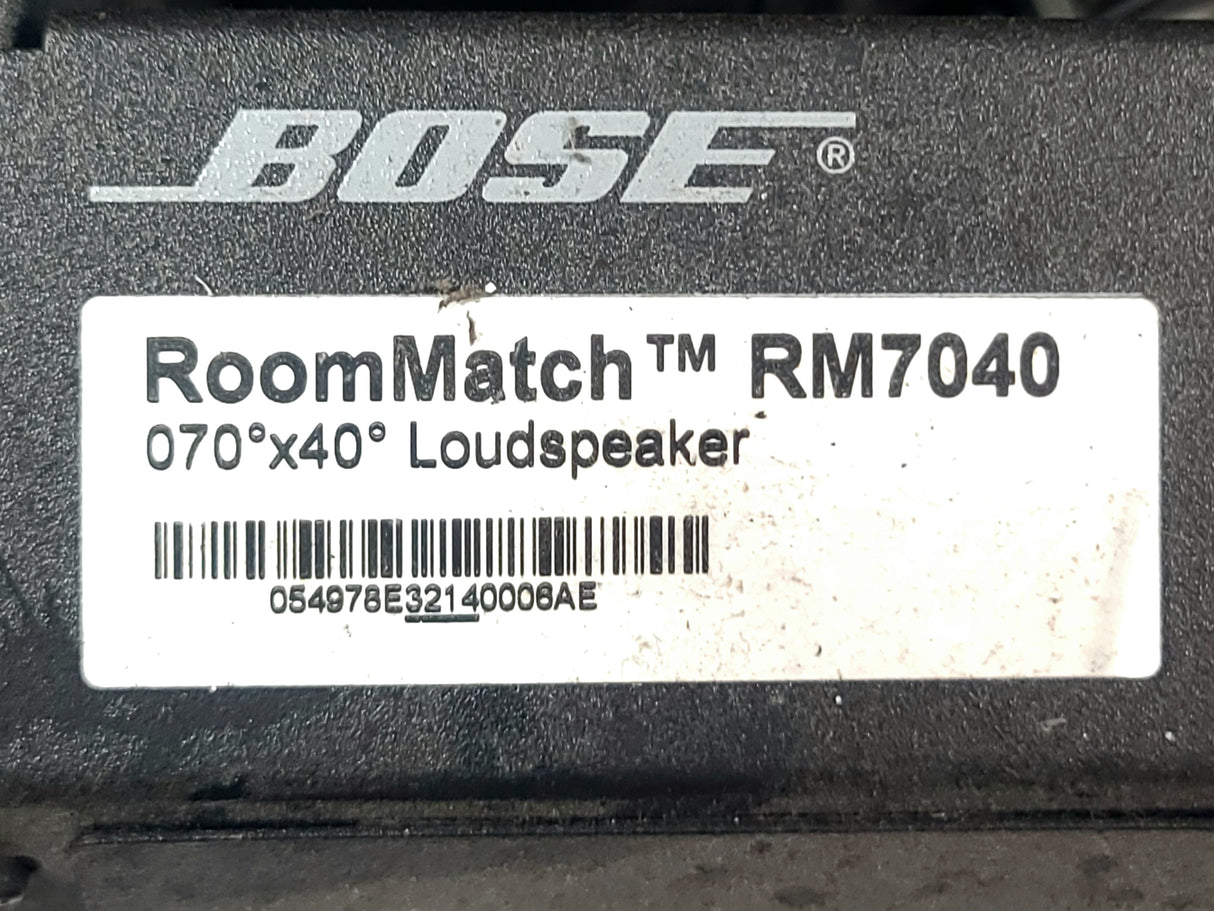 BOSE®
RoomMatch™ RM7040
070°x40° Loudspeaker
054978E32140006AE